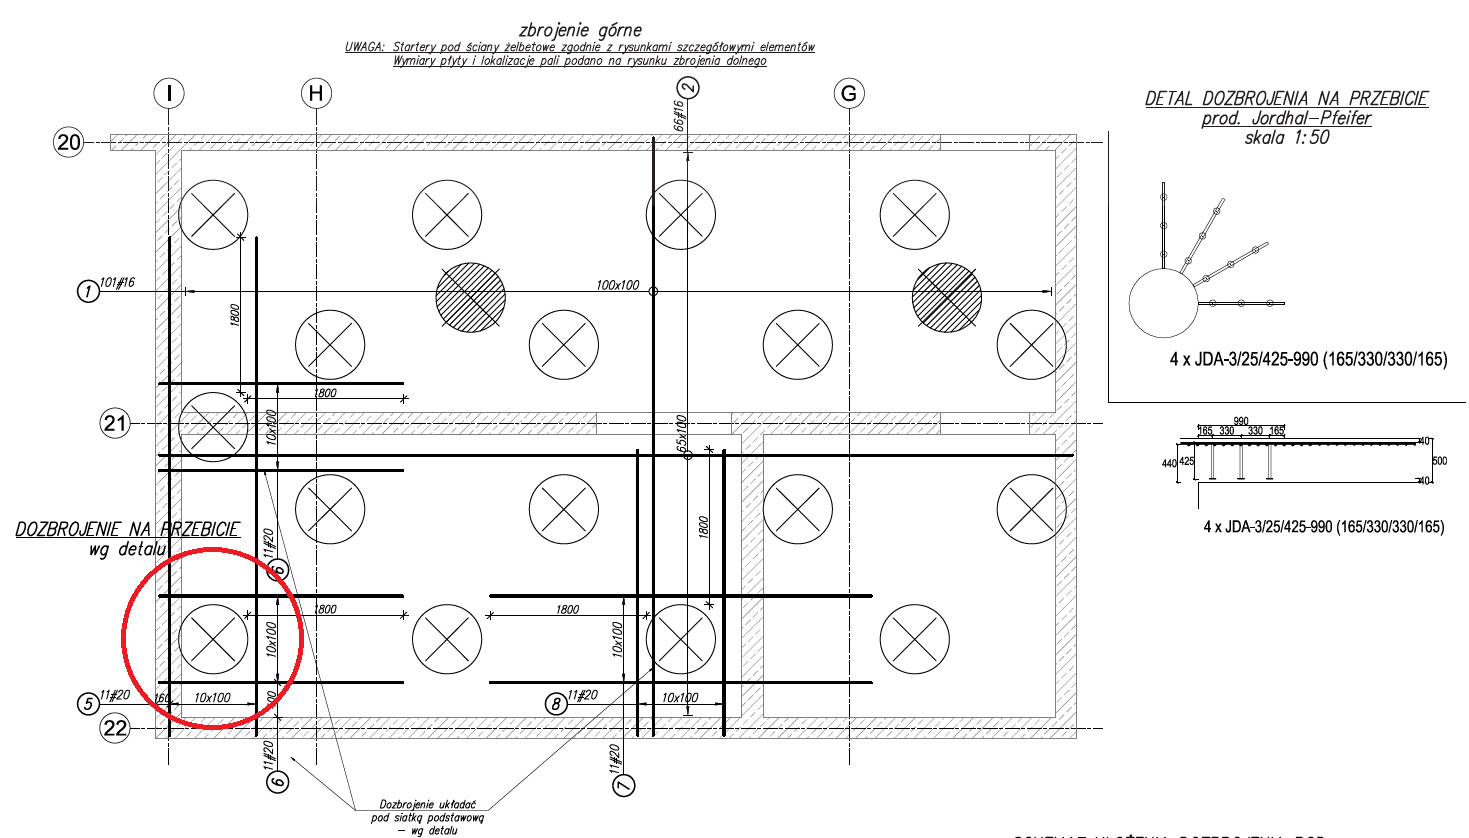 zbrojenie górne
UWAGA: Startery pod ściany żelbetowe zgodnie z rysunkami szczegółowymi elementów
Wymiary płyty i lokalizacje pali podano na rysunku zbrojenia dolnego
I
H
2
G
66#16
20
DETAL DOZBROJENIA NA PRZEBICIE
prod. Jordhal-Pfeifer
skala 1:50
1
101#16
100x100
1800
4 x JDA-3/25/425-990 (165/330/330/165)
1800
21
10x100
65x100
990
165 330 330 165
40
440
425
500
40
4 x JDA-3/25/425-990 (165/330/330/165)
DOZBROJENIE NA PRZEBICIE
wg detalu
11#20
6
1800
1800
1800
10x100
10x100
5
11#20
160
10x100
8
11#20
10x100
22
11#20
6
11#20
7
Dozbrojenie układać
pod siatką podstawową
– wg detalu